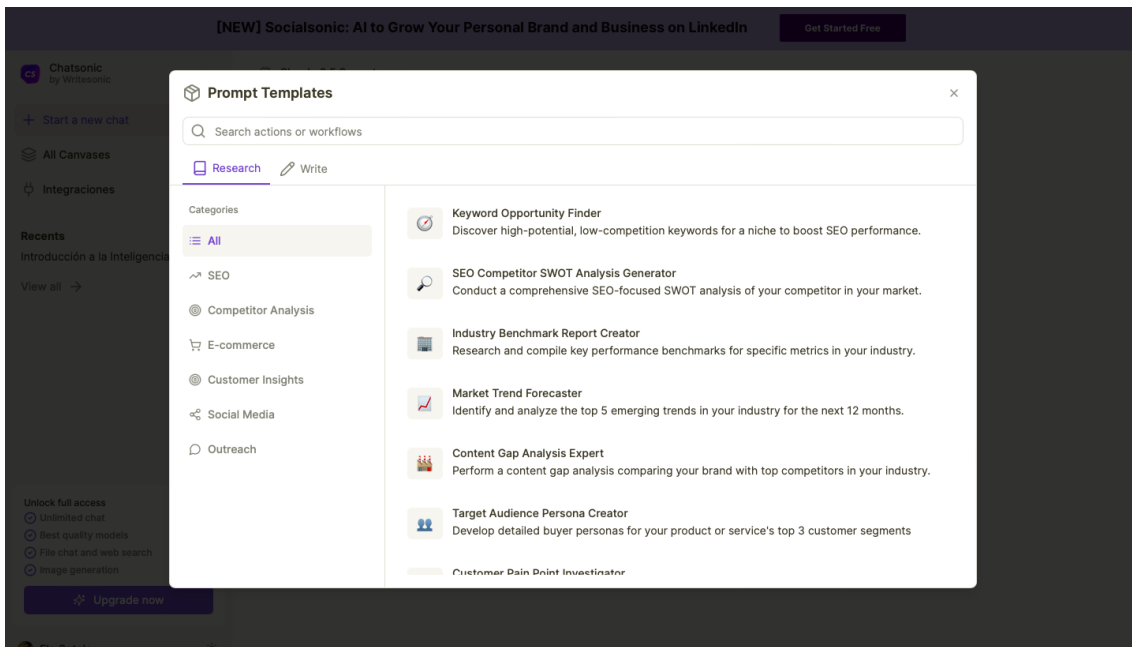 [NEW] Socialsonic: AI to Grow Your Personal Brand and Business on LinkedIn
Get Started Free
CS
Chatsonic
by Writesonic
Start a new chat
All Canvases
Integraciones
Recents
Introducción a la Inteligencia
View all
Unlock full access
Unlimited chat
Best quality models
File chat and web search
Image generation
Upgrade now
Prompt Templates
Search actions or workflows
Research
Write
Categories
All
SEO
Competitor Analysis
E-commerce
Customer Insights
Social Media
Outreach
Keyword Opportunity Finder
Discover high-potential, low-competition keywords for a niche to boost SEO performance.
SEO Competitor SWOT Analysis Generator
Conduct a comprehensive SEO-focused SWOT analysis of your competitor in your market.
Industry Benchmark Report Creator
Research and compile key performance benchmarks for specific metrics in your industry.
Market Trend Forecaster
Identify and analyze the top 5 emerging trends in your industry for the next 12 months.
Content Gap Analysis Expert
Perform a content gap analysis comparing your brand with top competitors in your industry.
Target Audience Persona Creator
Develop detailed buyer personas for your product or service's top 3 customer segments
Customer Pain Point Investigator